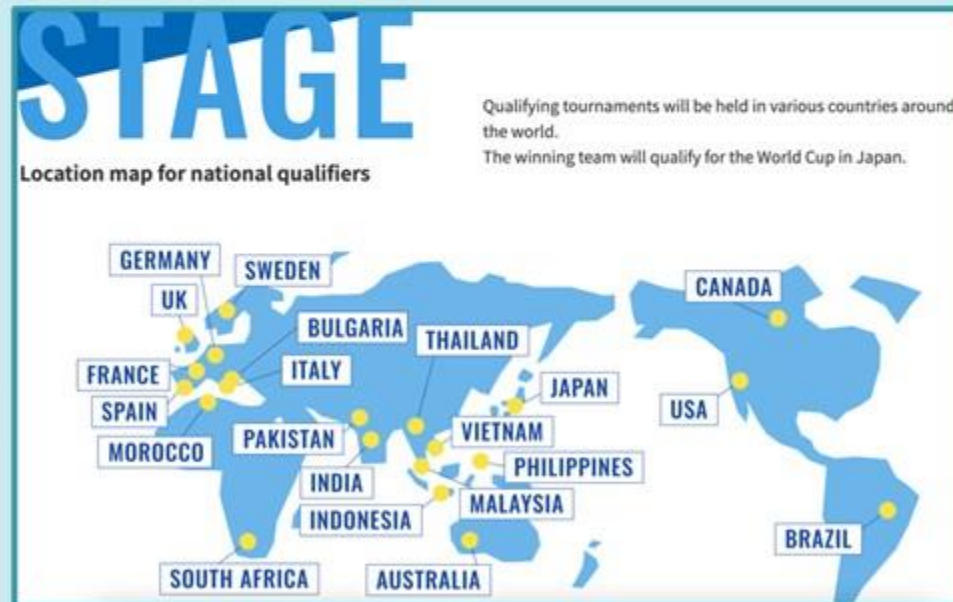 STAGE
Qualifying tournaments will be held in various countries around
the world.
The winning team will qualify for the World Cup in Japan.
Location map for national qualifiers
GERMANY
SWEDEN
UK
CANADA
BULGARIA
THAILAND
FRANCE
ITALY
JAPAN
SPAIN
USA
MOROCCO
PAKISTAN
VIETNAM
PHILIPPINES
INDIA
MALAYSIA
INDONESIA
BRAZIL
SOUTH AFRICA
AUSTRALIA